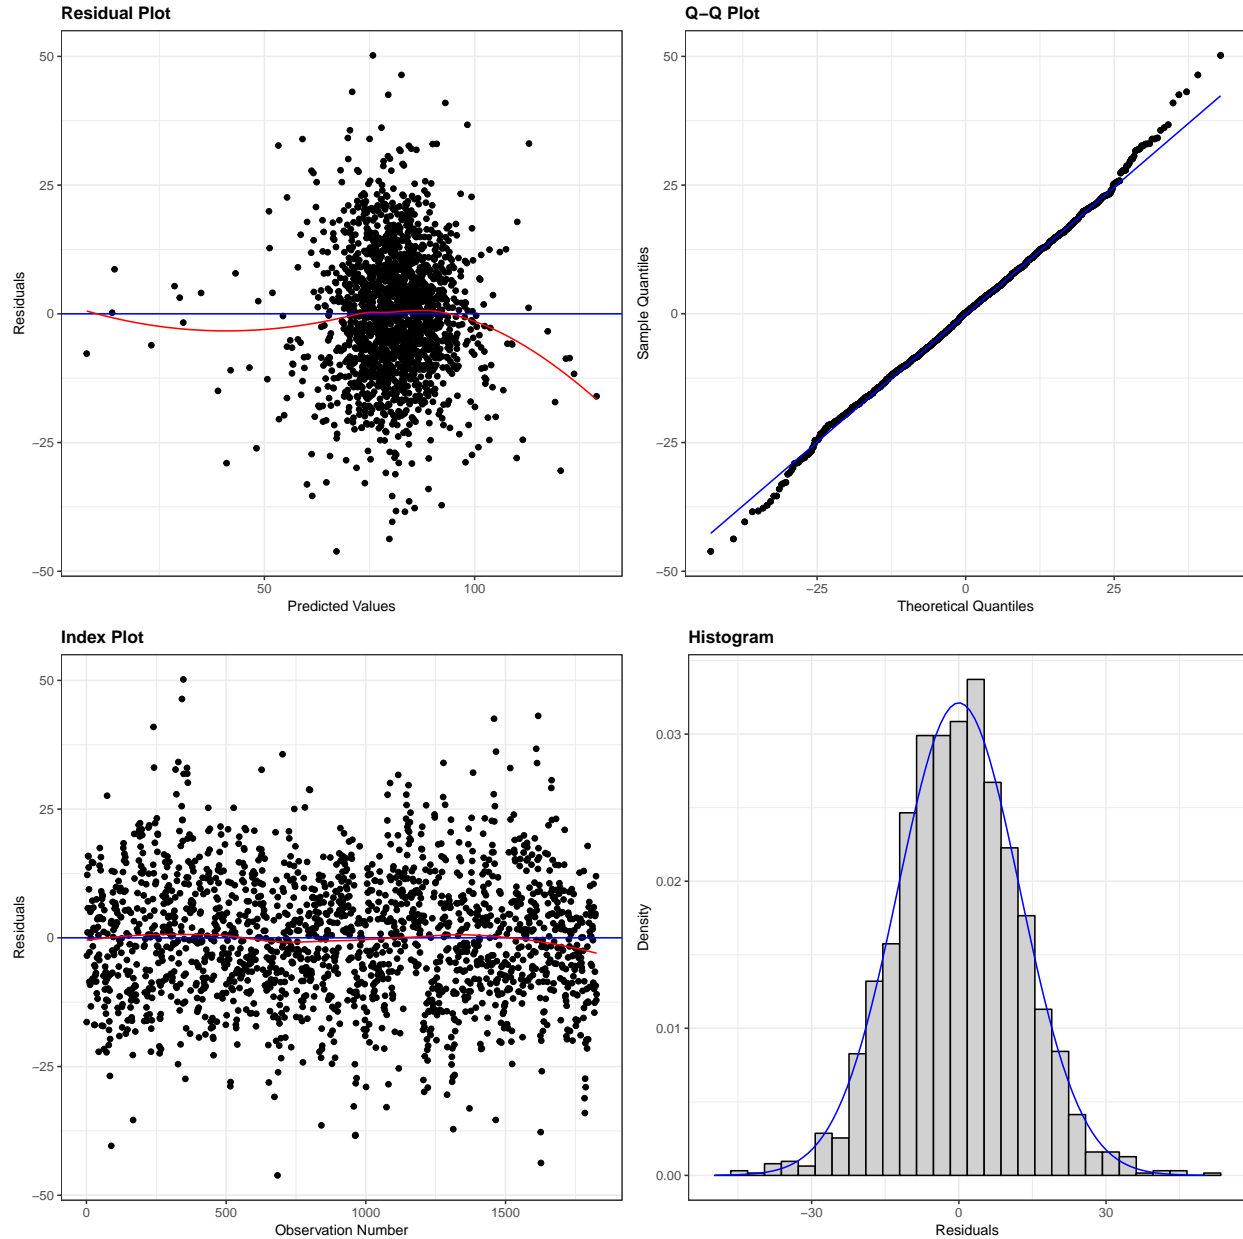 Residual Plot
50
25
0
−25
−50
Residuals
50
100
Predicted Values
Q−Q Plot
50
25
0
−25
−50
Sample Quantiles
−25
0
25
Theoretical Quantiles
Index Plot
50
25
0
−25
−50
Residuals
0
500
1000
1500
Observation Number
Histogram
0.03
0.02
0.01
0.00
Density
−30
0
30
Residuals